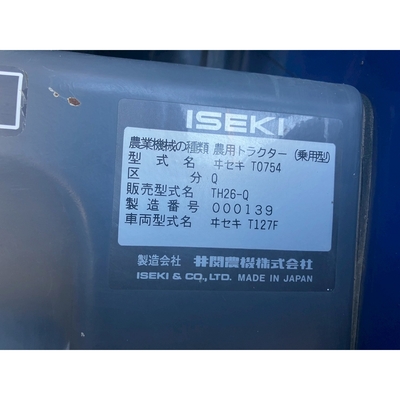 ISEKI
農業機械の種類 農用トラクター (乗用型)
型式名 ヰセキ T0754
区分 Q
販売型式名 TH26-Q
製造番号 000139
車両型式名 ヰセキ T127F
製造会社 井関農機株式会社
ISEKI & CO., LTD. MADE IN JAPAN